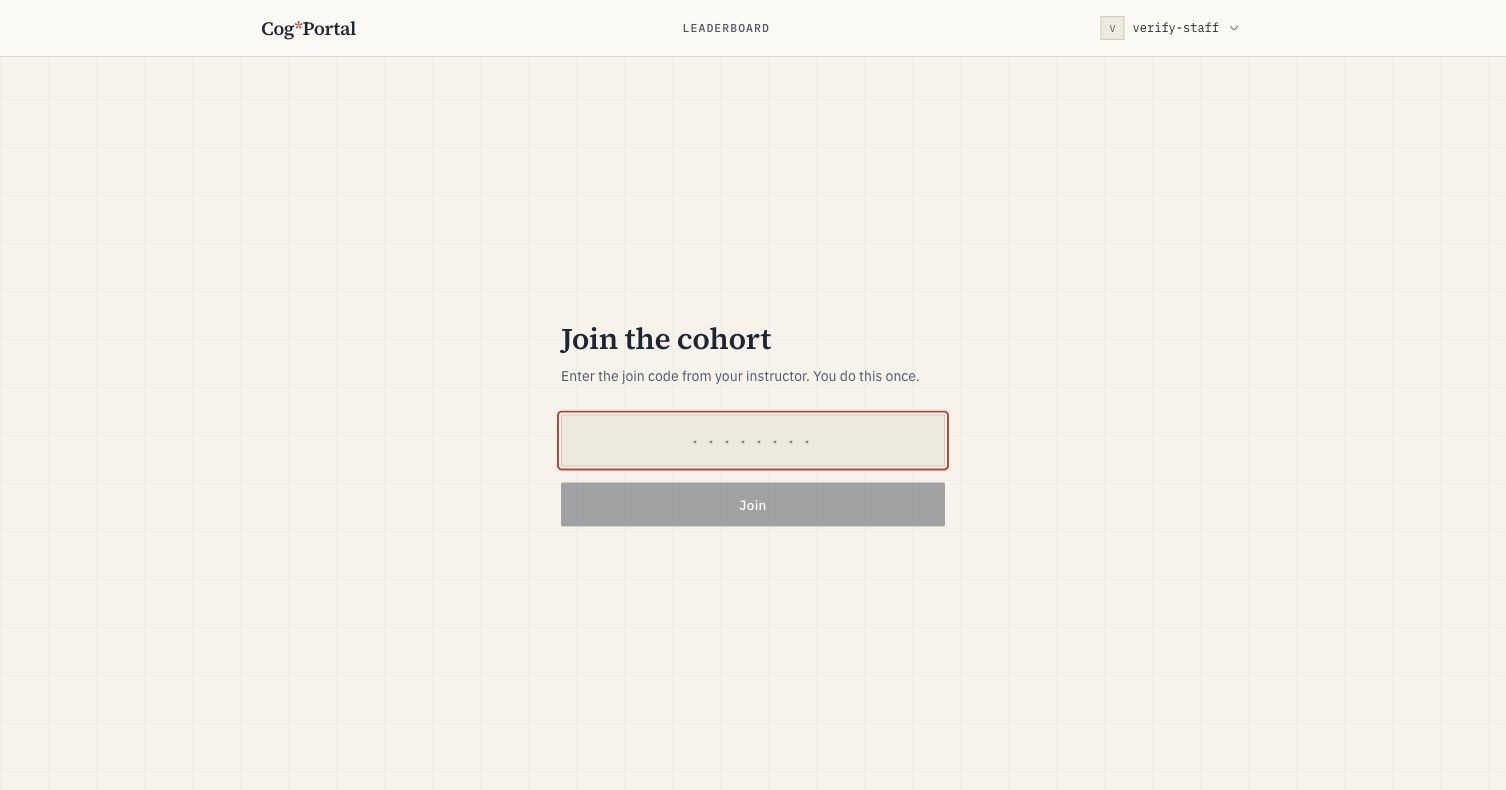 Cog*Portal
LEADERBOARD
V verify-staff
Join the cohort
Enter the join code from your instructor. You do this once.
• • • • • • • •
Join